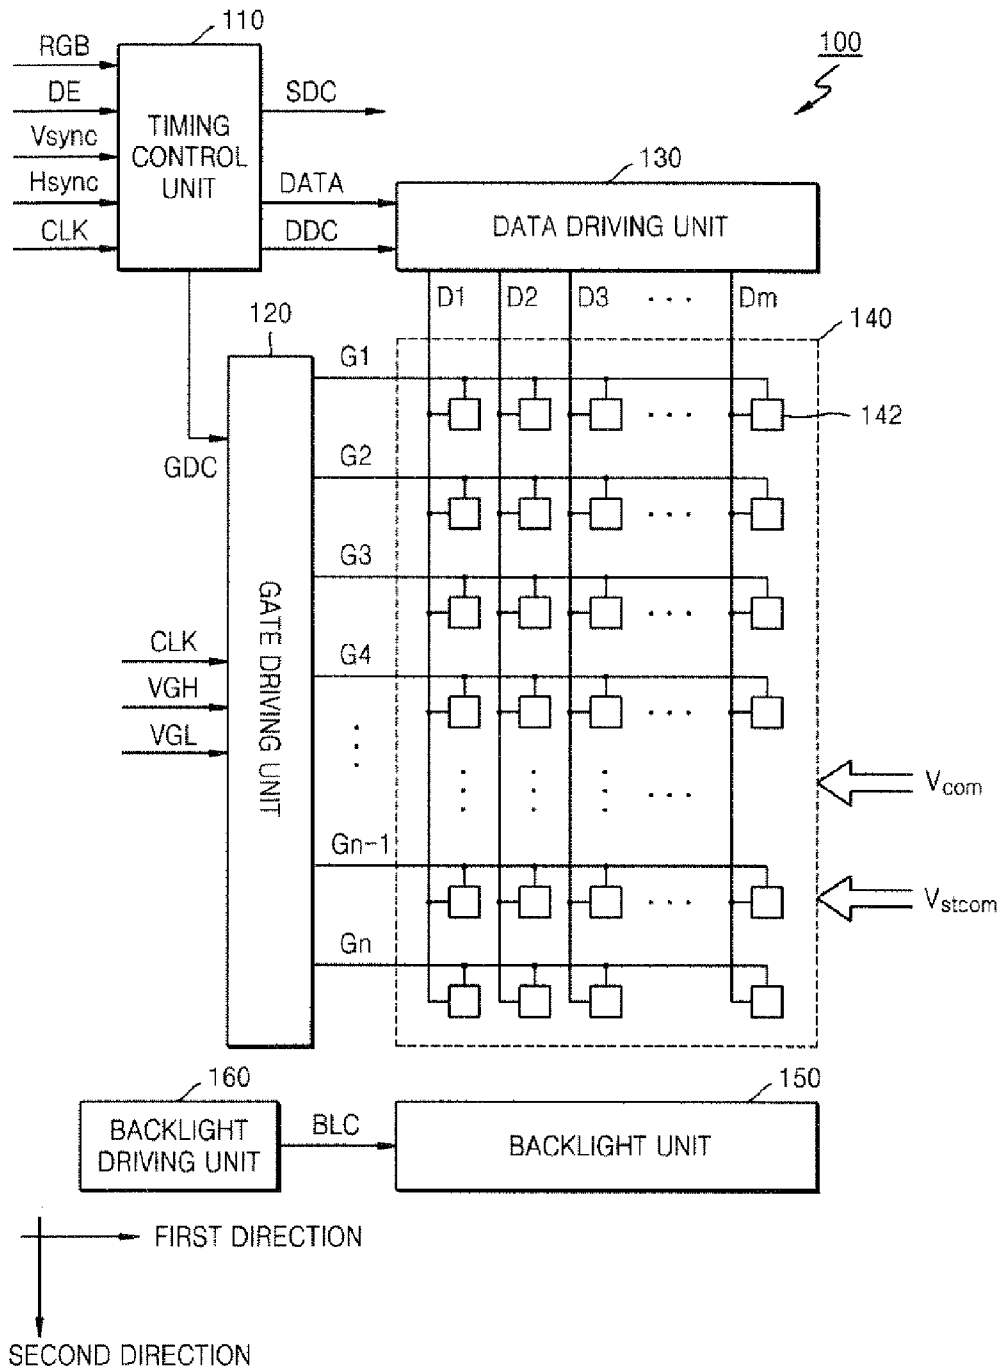 110
RGB
100
DE
SDC
TIMING
CONTROL
UNIT
Vsync
130
Hsync
DATA
DATA DRIVING UNIT
CLK
DDC
D1 D2 D3 ... Dm
120
140
G1
142
G2
GDC
G3
GATE DRIVING UNIT
CLK
G4
VGH
VGL
Vcom
Gn-1
Vstcom
Gn
160
150
BACKLIGHT
DRIVING UNIT
BLC
BACKLIGHT UNIT
FIRST DIRECTION
SECOND DIRECTION